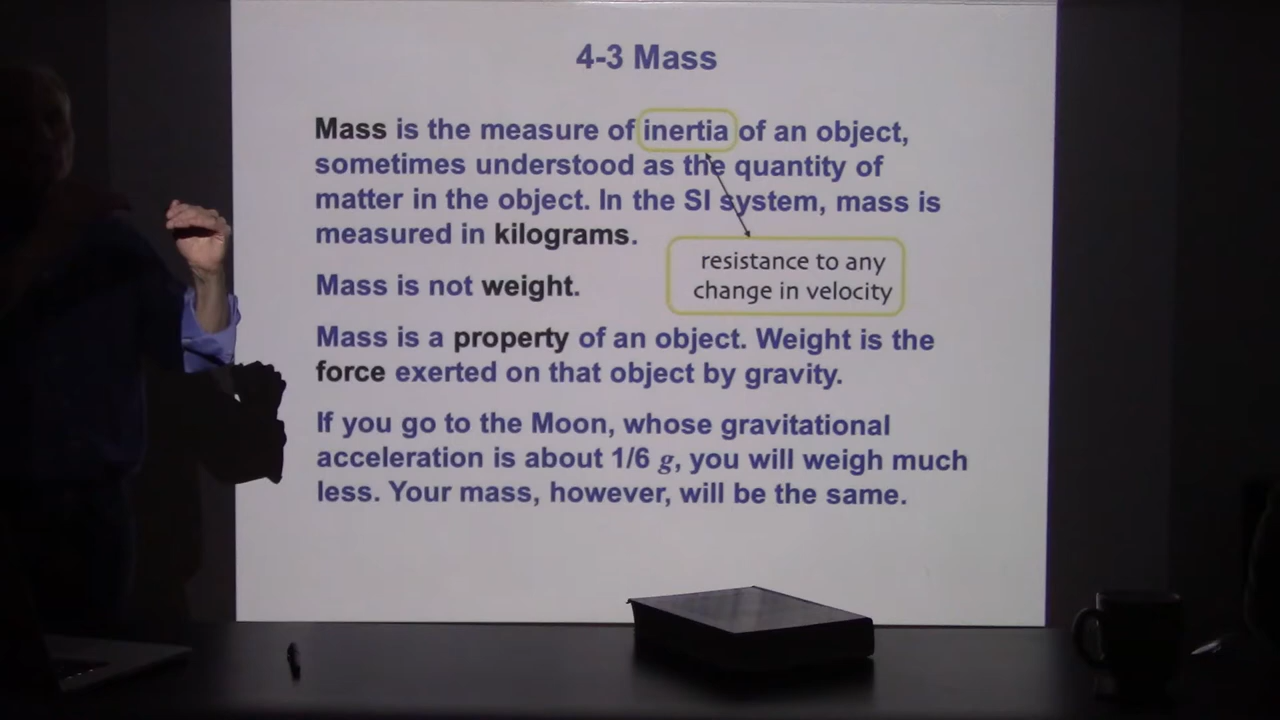 4-3 Mass
Mass is the measure of inertia of an object,
sometimes understood as the quantity of
matter in the object. In the SI system, mass is
measured in kilograms.
resistance to any
change in velocity
Mass is not weight.
Mass is a property of an object. Weight is the
force exerted on that object by gravity.
If you go to the Moon, whose gravitational
acceleration is about 1/6 g, you will weigh much
less. Your mass, however, will be the same.